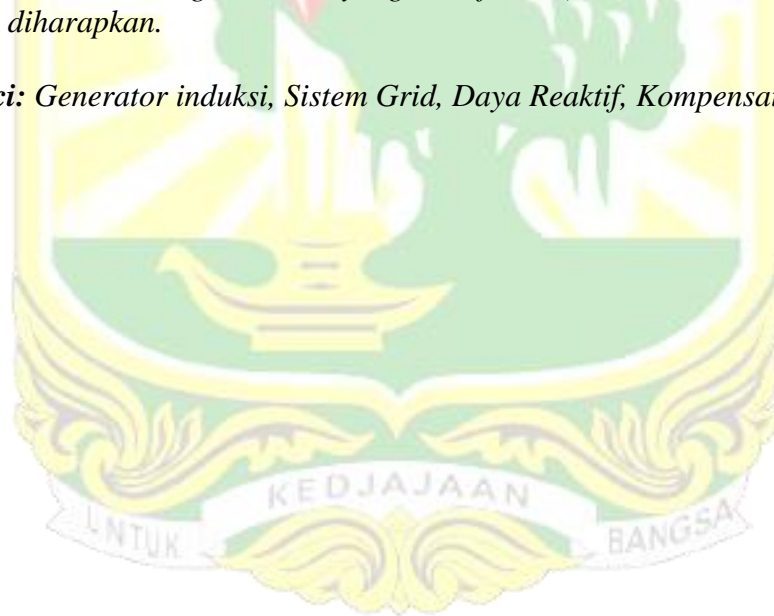 diharapkan.
ci: Generator induksi, Sistem Grid, Daya Reaktif, Kompensa
UNTUK KEDJAJAAN BANGSA